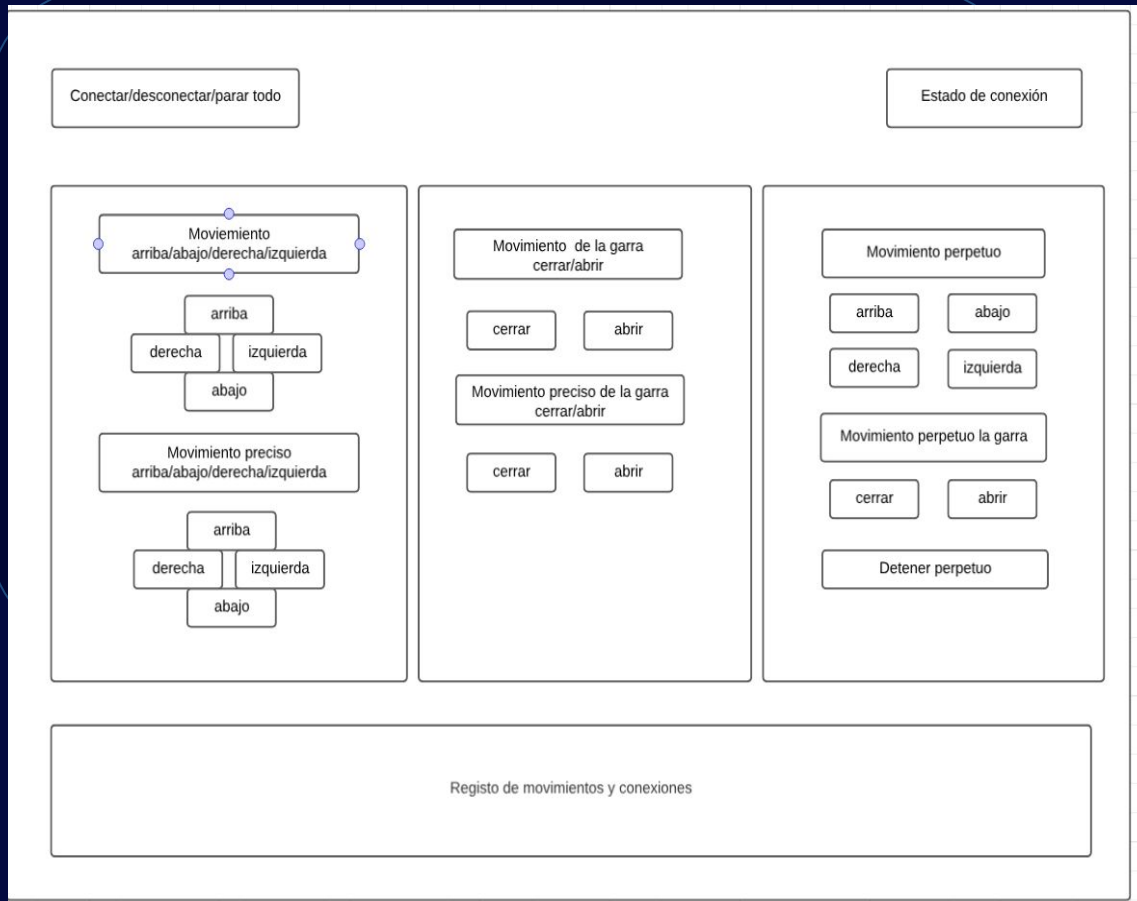 Conectar/desconectar/parar todo
Estado de conexión
Moviemiento
arriba/abajo/derecha/izquierda
arriba
derecha
izquierda
abajo
Movimiento preciso
arriba/abajo/derecha/izquierda
arriba
derecha
izquierda
abajo
Movimiento de la garra
cerrar/abrir
cerrar
abrir
Movimiento preciso de la garra
cerrar/abrir
cerrar
abrir
Movimiento perpetuo
arriba
abajo
derecha
izquierda
Movimiento perpetuo la garra
cerrar
abrir
Detener perpetuo
Registo de movimientos y conexiones